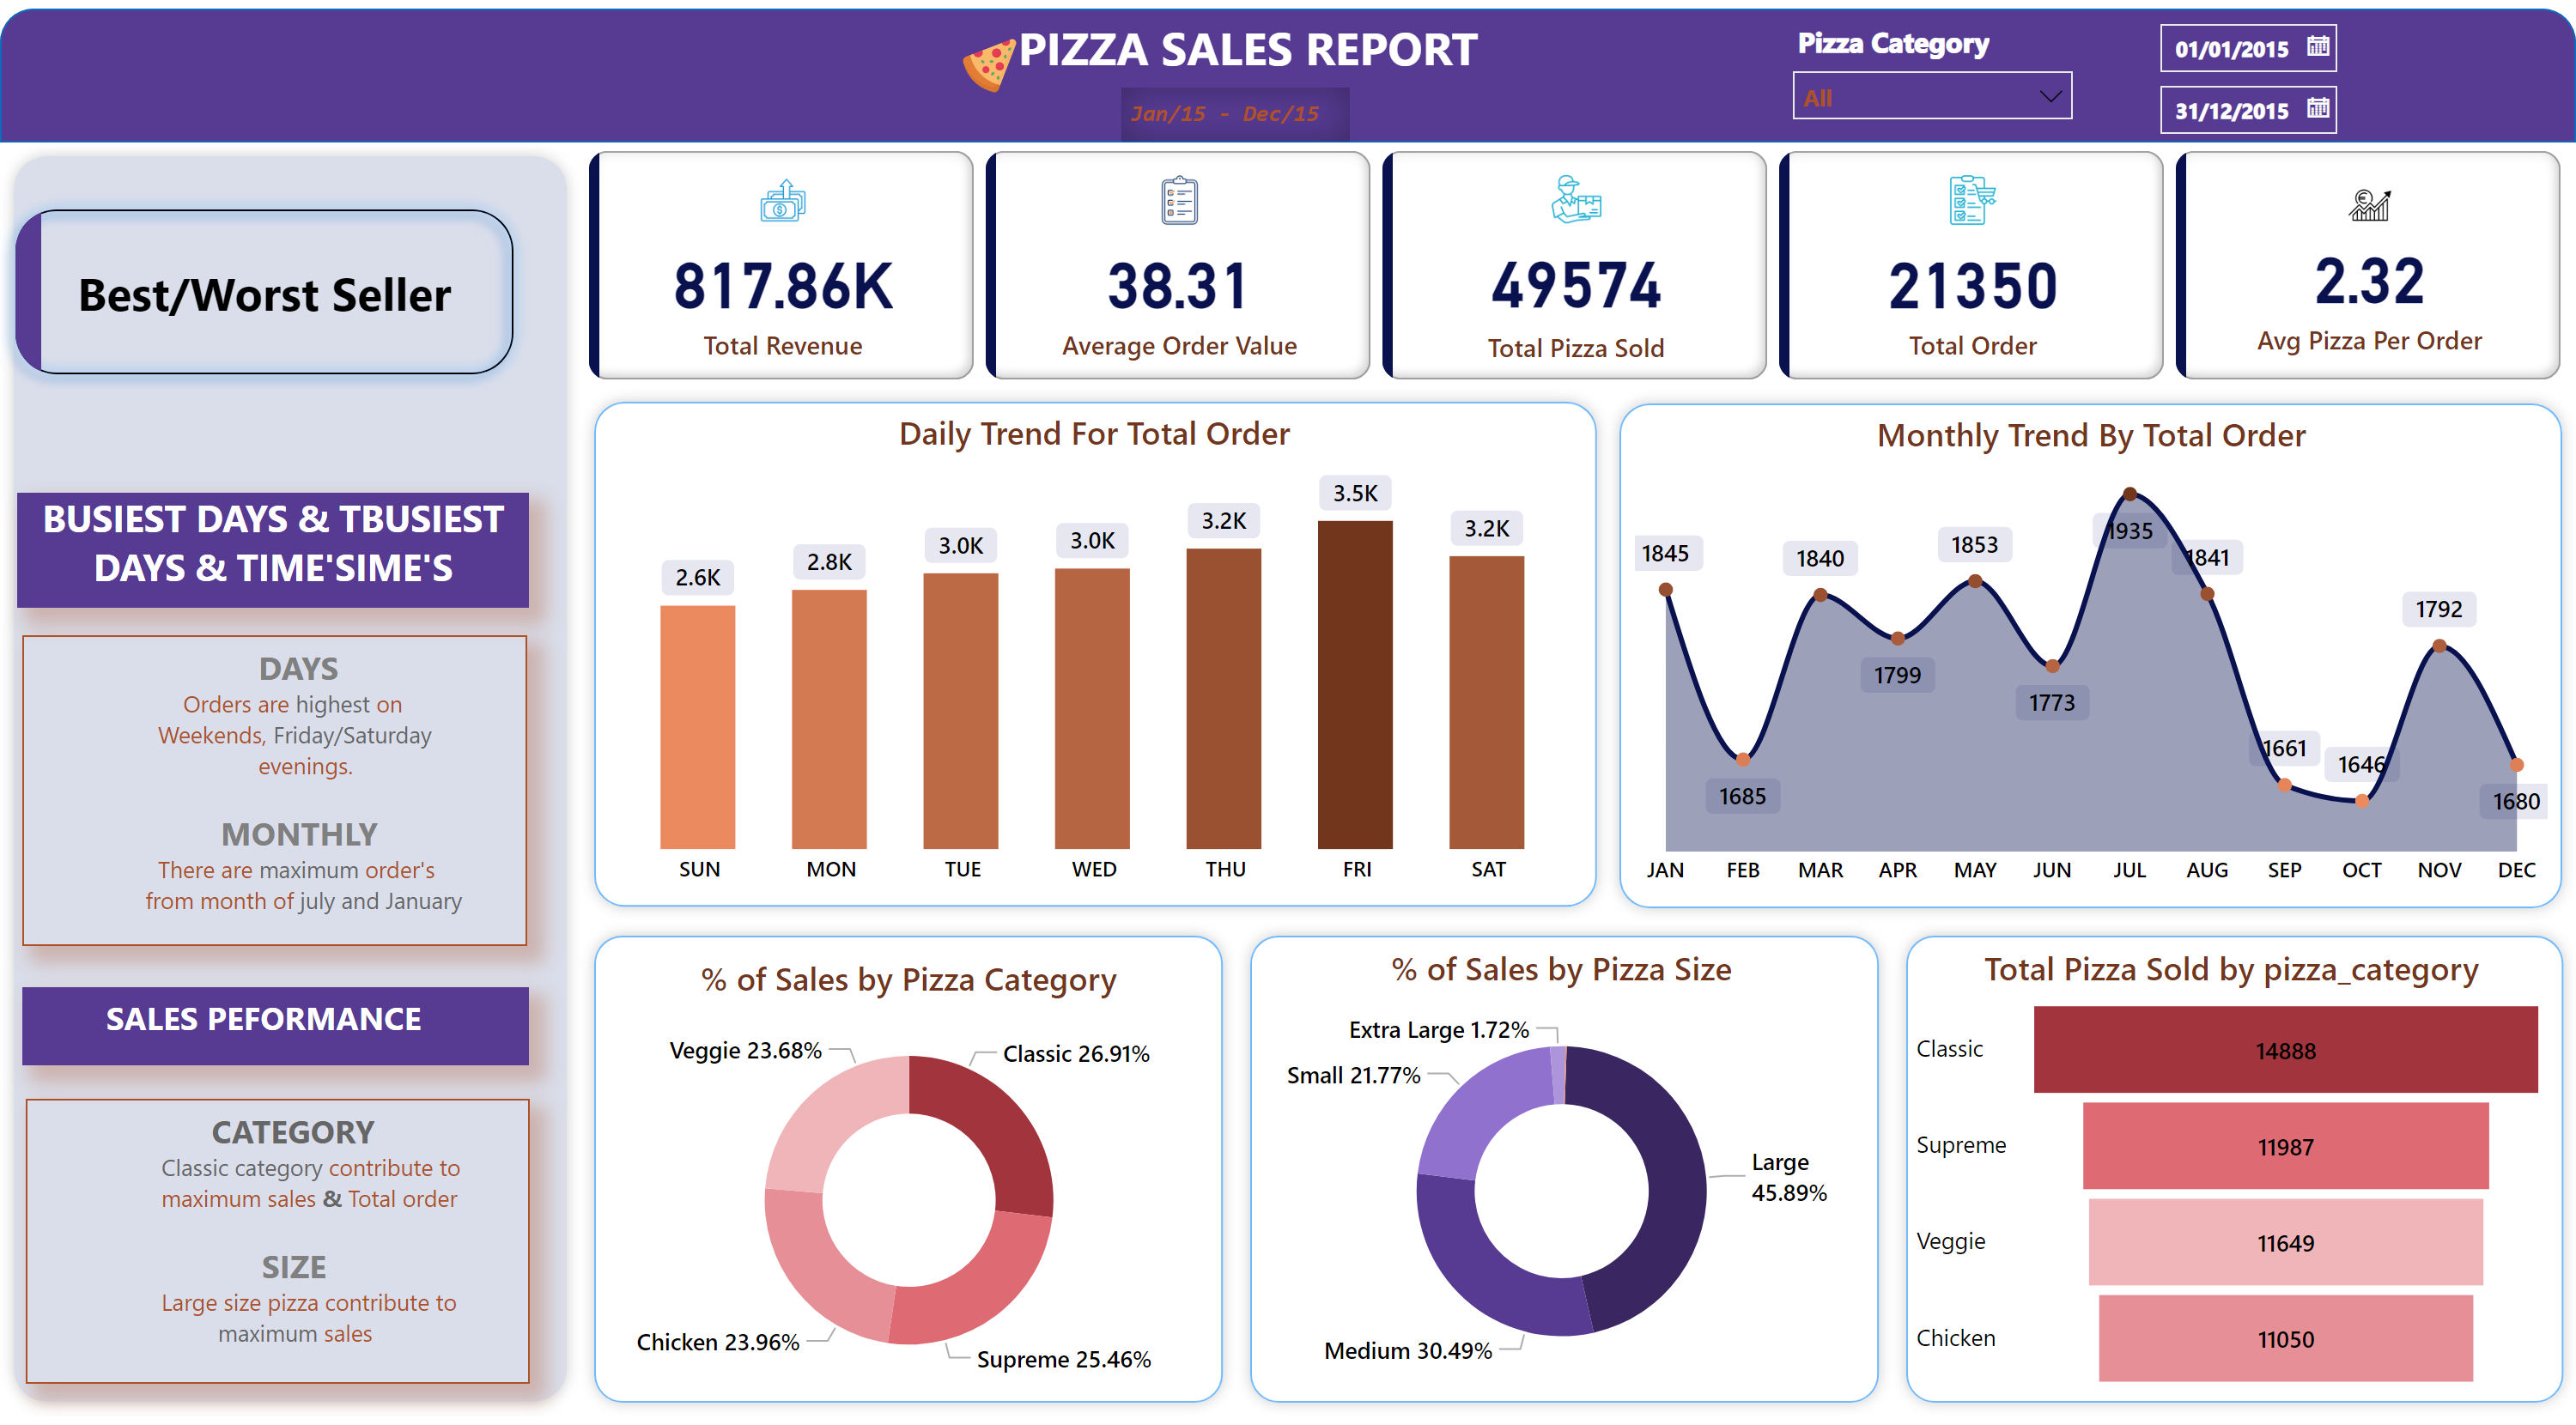 PIZZA SALES REPORT
Jan/15 - Dec/15
Pizza Category
All
01/01/2015
31/12/2015
Best/Worst Seller
BUSIEST DAYS & TBUSIEST
DAYS & TIME'SIME'S
DAYS
Orders are highest on
Weekends, Friday/Saturday
evenings.
MONTHLY
There are maximum order's
from month of july and January
SALES PEFORMANCE
CATEGORY
Classic category contribute to
maximum sales & Total order
SIZE
Large size pizza contribute to
maximum sales
817.86K
Total Revenue
38.31
Average Order Value
49574
Total Pizza Sold
21350
Total Order
2.32
Avg Pizza Per Order
Daily Trend For Total Order
2.6K
2.8K
3.0K
3.0K
3.2K
3.5K
3.2K
SUN MON TUE WED THU FRI SAT
Monthly Trend By Total Order
1845
1685
1840
1799
1853
1773
1935
1841
1661
1646
1792
1680
JAN FEB MAR APR MAY JUN JUL AUG SEP OCT NOV DEC
% of Sales by Pizza Category
Veggie 23.68%
Classic 26.91%
Chicken 23.96%
Supreme 25.46%
% of Sales by Pizza Size
Extra Large 1.72%
Small 21.77%
Large
45.89%
Medium 30.49%
Total Pizza Sold by pizza_category
Classic 14888
Supreme 11987
Veggie 11649
Chicken 11050